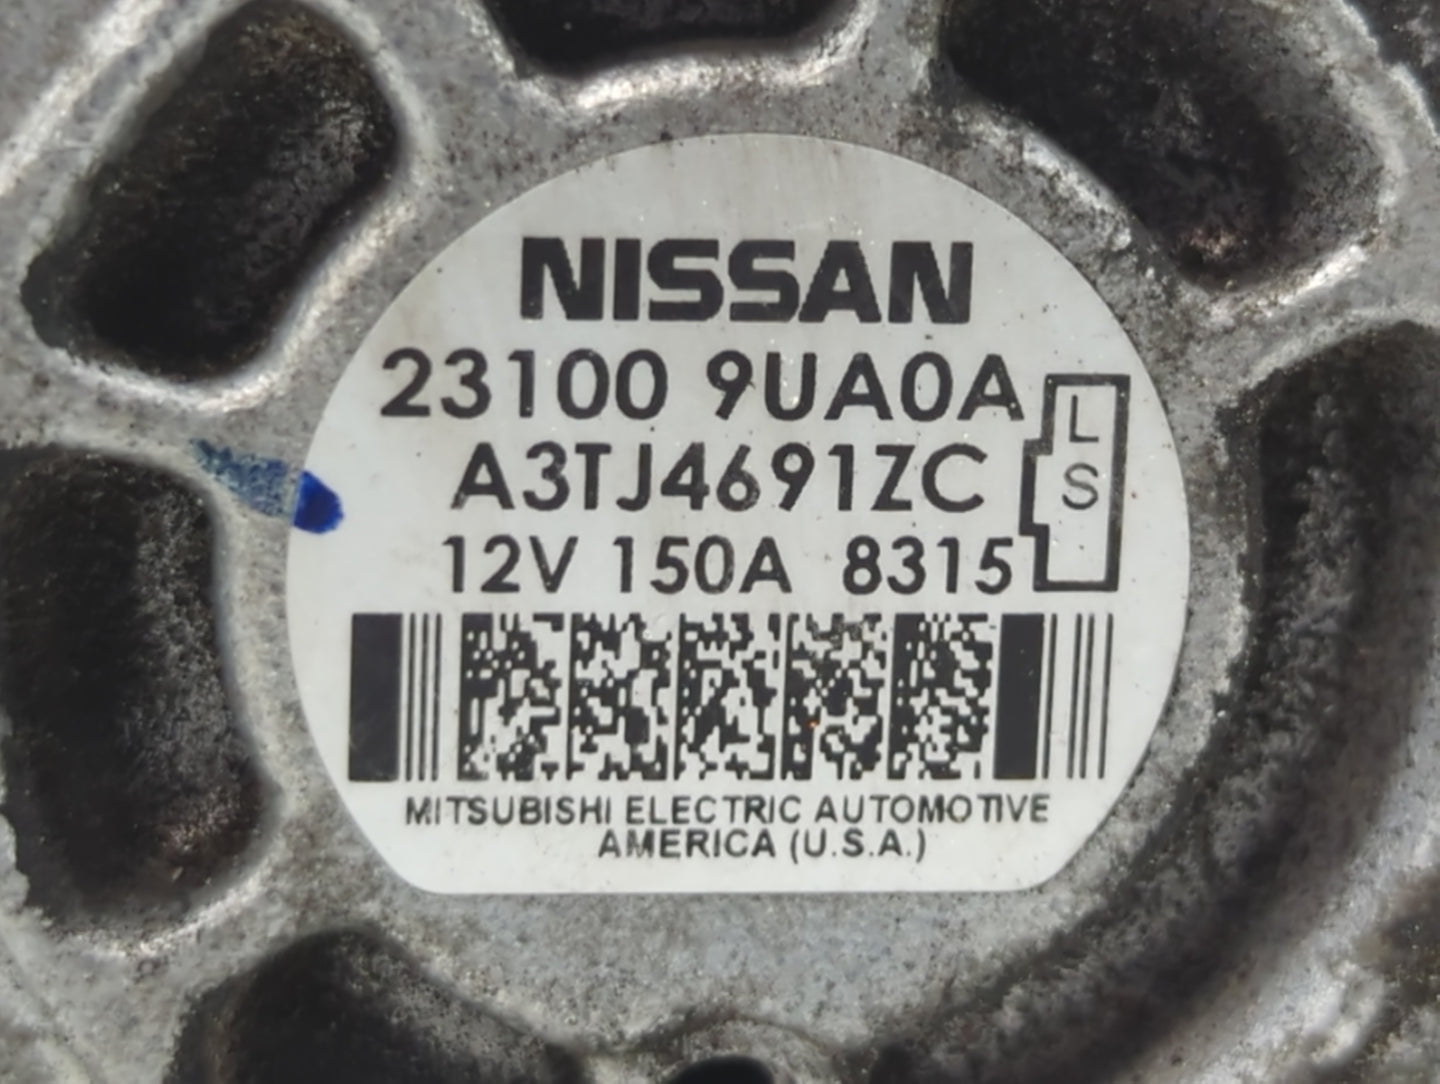 NISSAN
23100 9UA0A
A3TJ4691ZC
12V 150A 8315
L
S
MITSUBISHI ELECTRIC AUTOMOTIVE
AMERICA (U.S.A.)